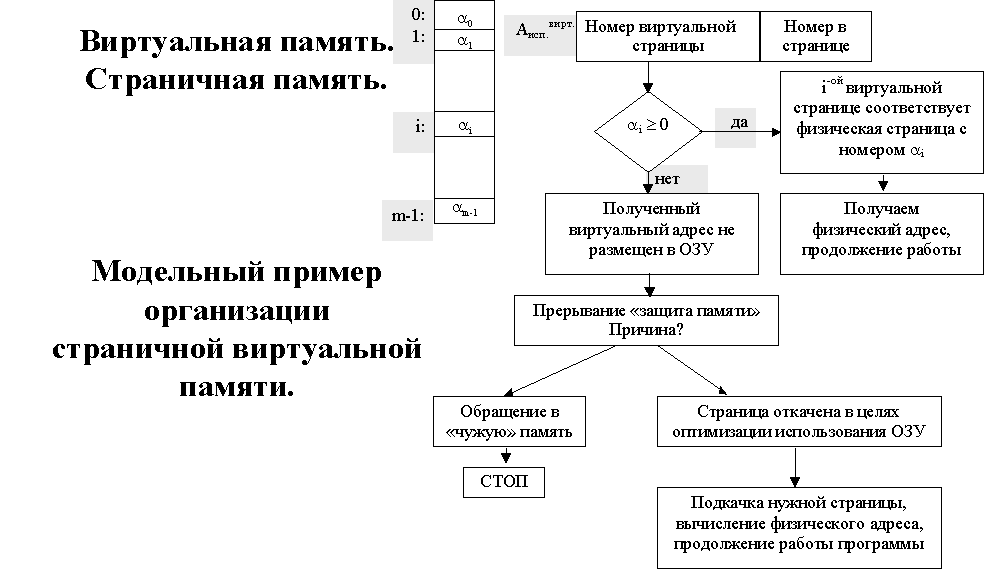 Виртуальная память.
Страничная память.
Модельный пример
организации
страничной виртуальной
памяти.
0: α0
1: α1
i: αi
m-1: αm-1
Aисп.вирт.
Номер виртуальной
страницы
Номер в
странице
αi ≥ 0
да
нет
i-ой виртуальной
странице соответствует
физическая страница с
номером αi
Получаем
физический адрес,
продолжение работы
Полученный
виртуальный адрес не
размещен в ОЗУ
Прерывание «защита памяти»
Причина?
Обращение в
«чужую» память
СТОП
Страница откачена в целях
оптимизации использования ОЗУ
Подкачка нужной страницы,
вычисление физического адреса,
продолжение работы программы